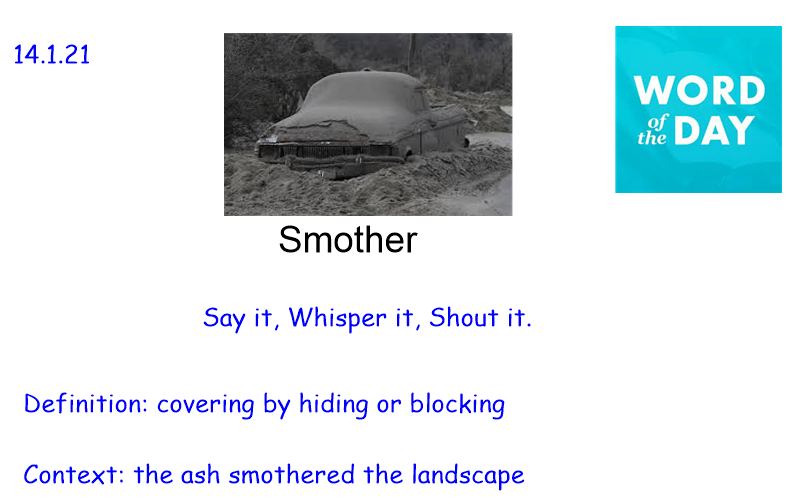 14.1.21
WORD
of
the DAY
Smother
Say it, Whisper it, Shout it.
Definition: covering by hiding or blocking
Context: the ash smothered the landscape